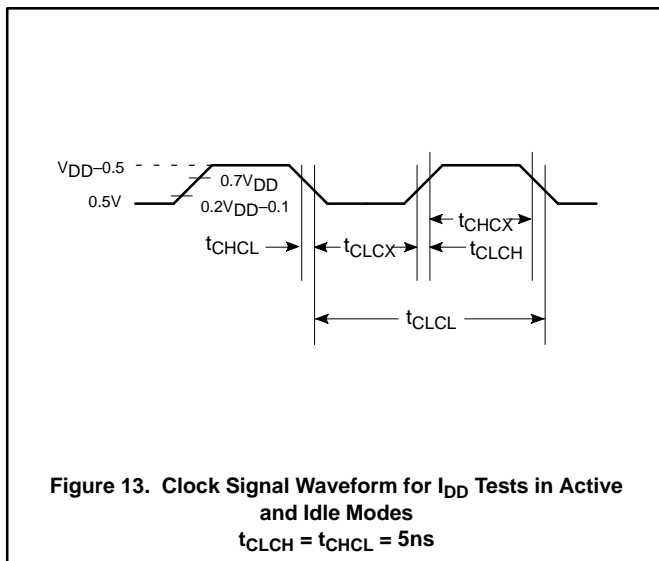 VDD–0.5
0.7VDD
0.5V
0.2VDD–0.1
tCHCX
tCHCL
tCLCX
tCLCH
tCLCL
Figure 13. Clock Signal Waveform for IDD Tests in Active
and Idle Modes
tCLCH = tCHCL = 5ns